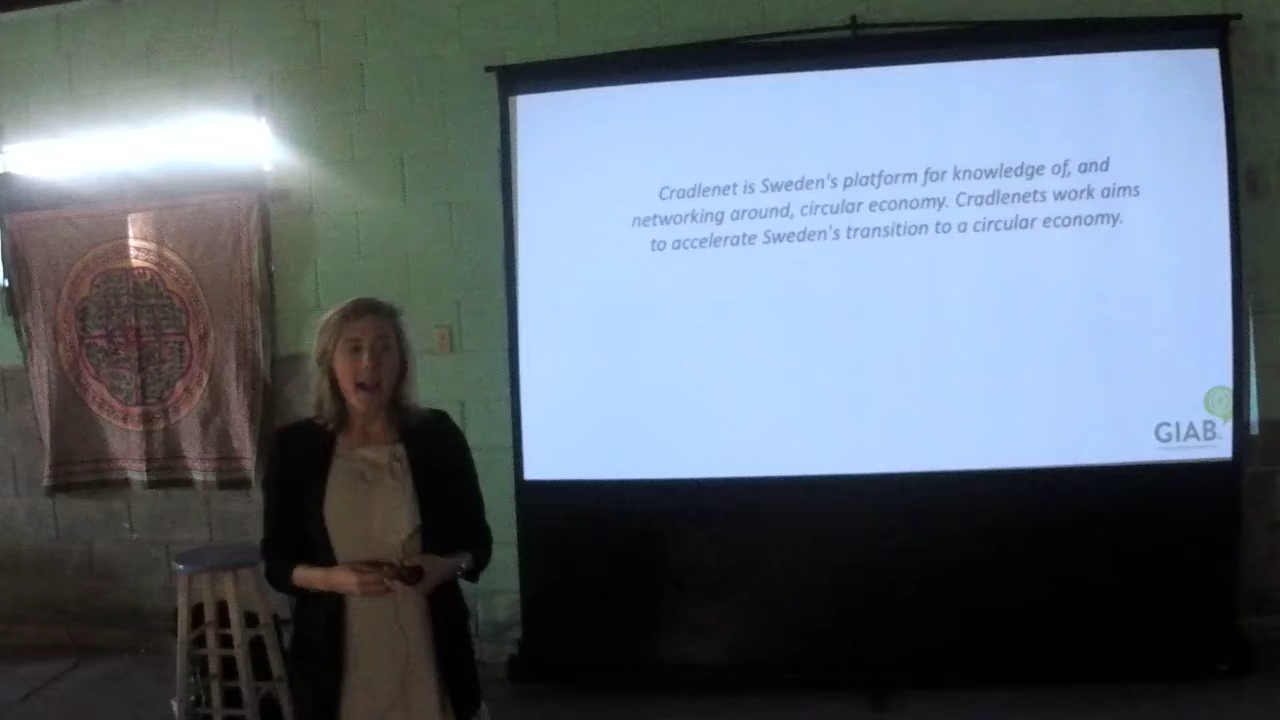 Cradlenet is Sweden's platform for knowledge of, and
networking around, circular economy. Cradlenets work aims
to accelerate Sweden's transition to a circular economy.
GIAB